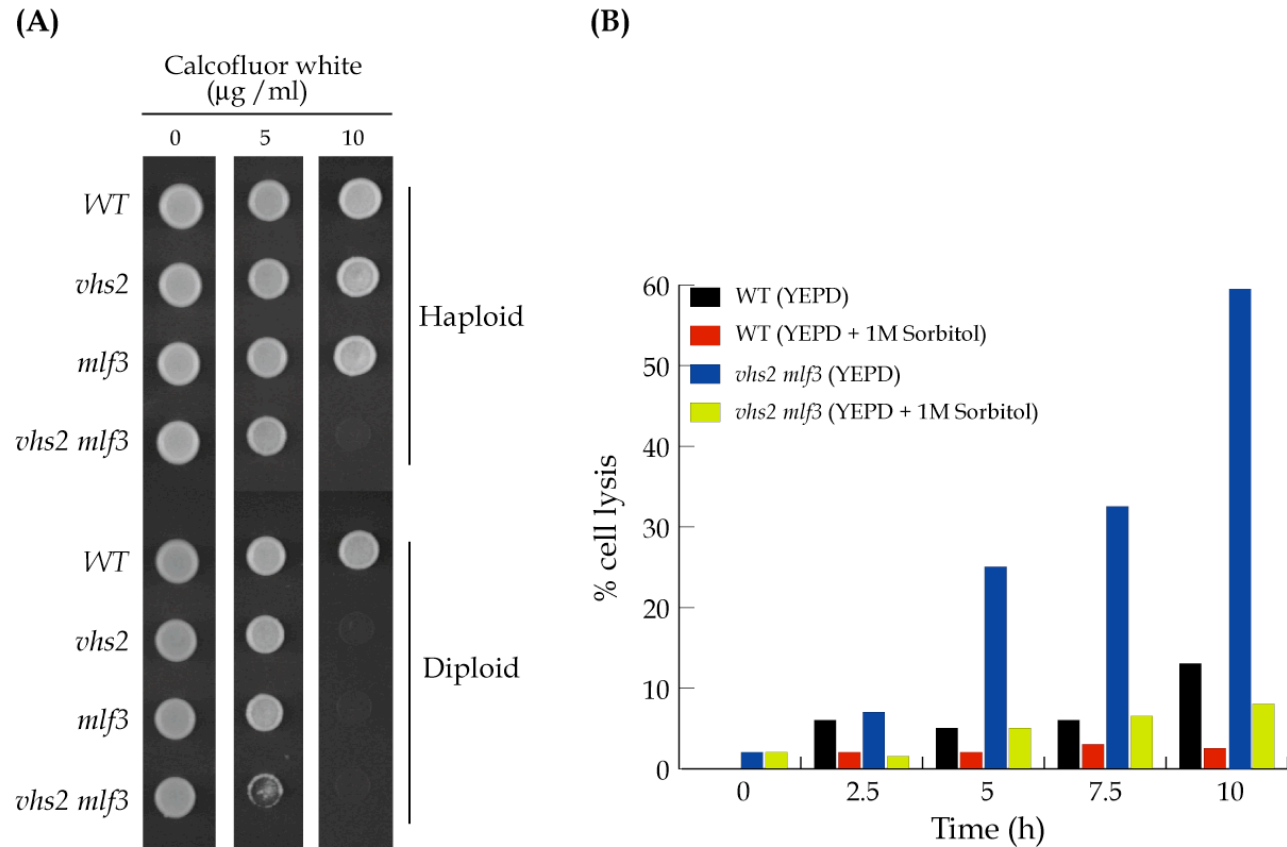 (A)
Calcofluor white
(µg /ml)
0 5 10
WT
vhs2
mlf3
vhs2 mlf3
Haploid
WT
vhs2
mlf3
vhs2 mlf3
Diploid
(B)
60
50
40
30
20
10
0
% cell lysis
WT (YEPD)
WT (YEPD + 1M Sorbitol)
vhs2 mlf3 (YEPD)
vhs2 mlf3 (YEPD + 1M Sorbitol)
0 2.5 5 7.5 10
Time (h)